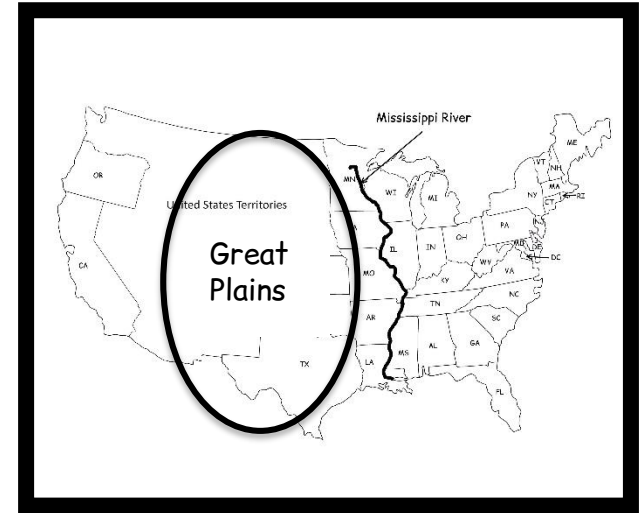 Mississippi River
ME
VT
NH
OR
MN
MA
WI
NY
CT
RI
MI
United States Territories
PA
NJ
OH
MD
DE
IL
IN
Great
Plains
WV
DC
CA
VA
MO
KY
NC
TN
AR
SC
MS
AL
GA
TX
LA
FL